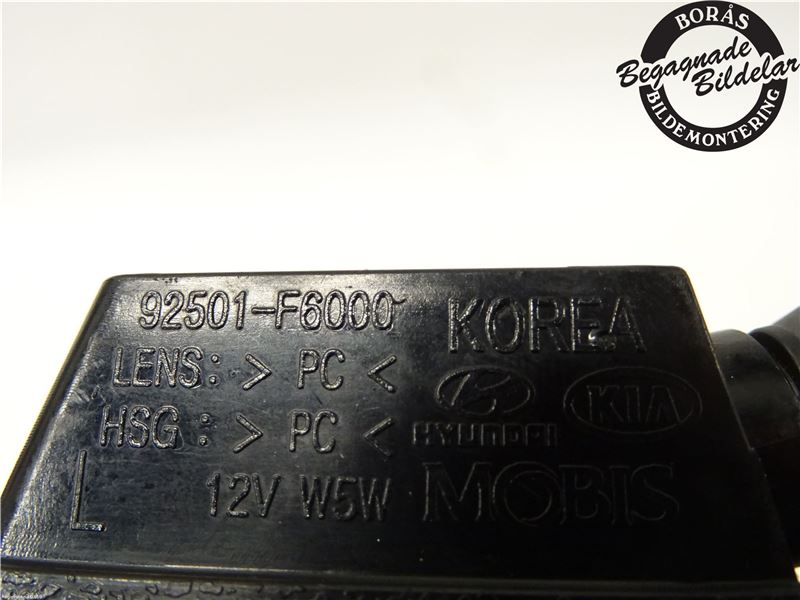 BORÅS
Begagnade
Bildelar
BILDEMONTERING
92501-F6000 KOREA
LENS: > PC <
HSG: > PC < HYUNDAI KIA
L 12V W5W MOBIS